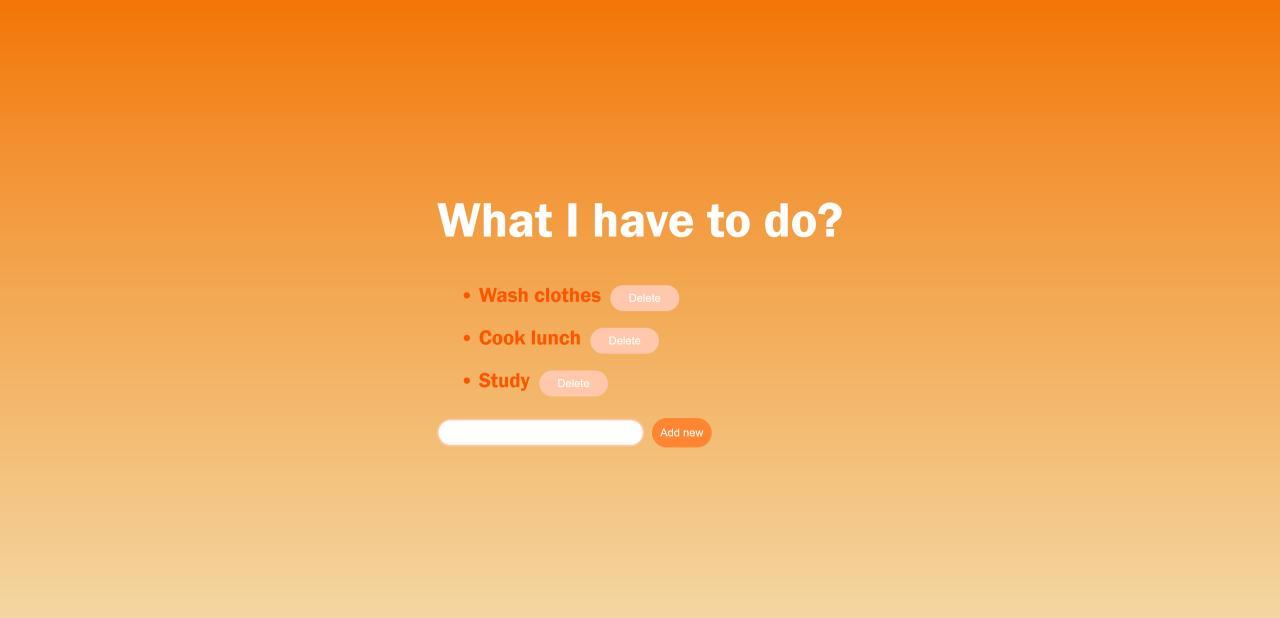 What I have to do?
• Wash clothes Delete
• Cook lunch Delete
• Study Delete
Add new